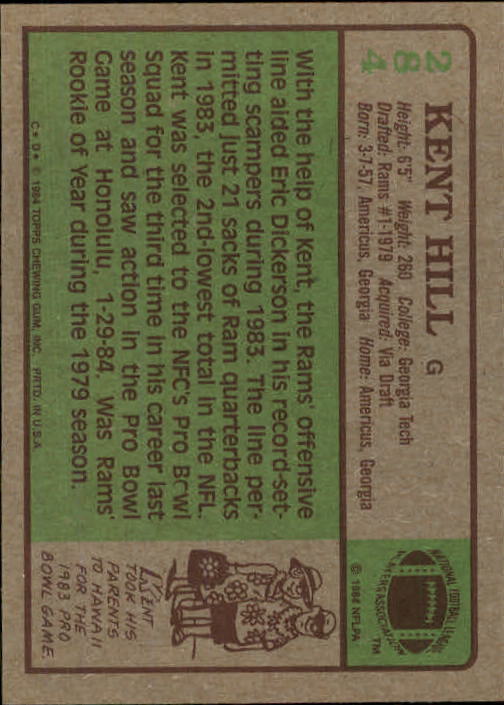 284
KENT HILL G
Height: 6'5" Weight: 260 College: Georgia Tech
Drafted: Rams #1-1979 Acquired: Via Draft
Born: 3-7-57, Americus, Georgia Home: Americus, Georgia
NATIONAL FOOTBALL LEAGUE
PLAYERS ASSOCIATION
TM
© 1984 NFLPA
With the help of Kent, the Rams' offensive
line aided Eric Dickerson in his record-set-
ting scampers during 1983. The line per-
mitted just 21 sacks of Ram quarterbacks
in 1983, the 2nd-lowest total in the NFL.
Kent was selected to the NFC's Pro Bowl
Squad for the third time in his career last
season and saw action in the Pro Bowl
Game at Honolulu, 1-29-84. Was Rams'
Rookie of Year during the 1979 season.
KENT
TOOK HIS
PARENTS
TO HAWAII
FOR THE
1983 PRO
BOWL GAME.
C★D★ © 1984 TOPPS CHEWING GUM, INC. PRTD. IN U.S.A.